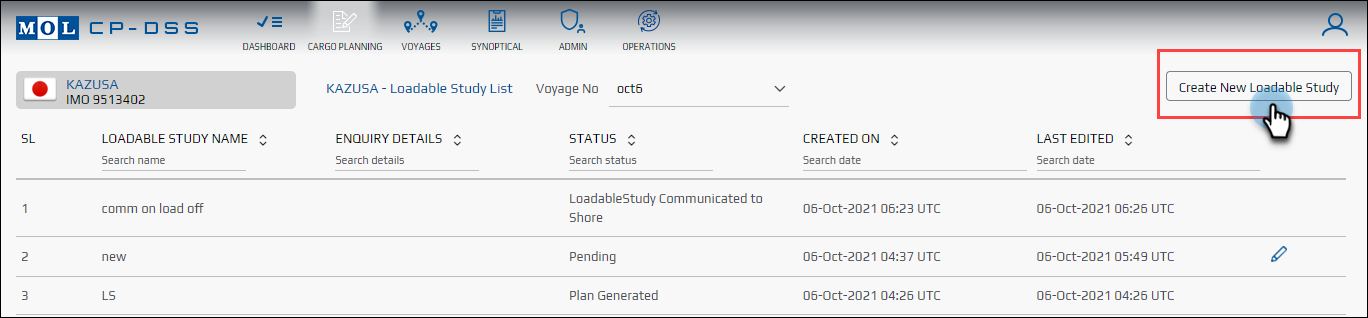 MOL CP-DSS
DASHBOARD CARGO PLANNING VOYAGES SYNOPTICAL ADMIN OPERATIONS
KAZUSA
IMO 9513402
KAZUSA - Loadable Study List Voyage No oct6 Create New Loadable Study
SL LOADABLE STUDY NAME ENQUIRY DETAILS STATUS CREATED ON LAST EDITED
Search name Search details Search status Search date Search date
1 comm on load off LoadableStudy Communicated to Shore 06-Oct-2021 06:23 UTC 06-Oct-2021 06:26 UTC
2 new Pending 06-Oct-2021 04:37 UTC 06-Oct-2021 05:49 UTC
3 LS Plan Generated 06-Oct-2021 04:26 UTC 06-Oct-2021 04:26 UTC